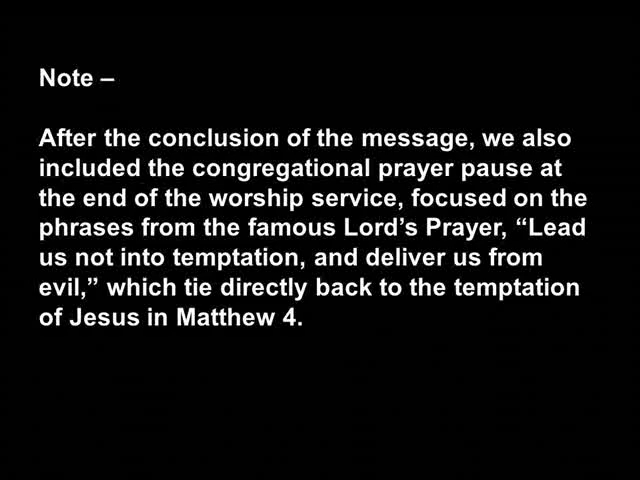 Note –
After the conclusion of the message, we also
included the congregational prayer pause at
the end of the worship service, focused on the
phrases from the famous Lord’s Prayer, “Lead
us not into temptation, and deliver us from
evil,” which tie directly back to the temptation
of Jesus in Matthew 4.